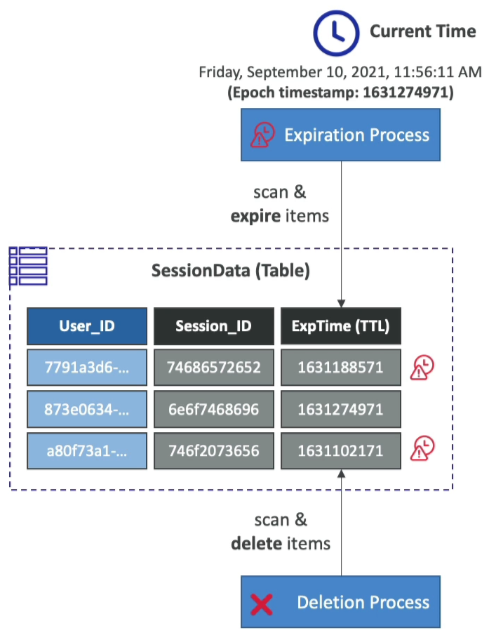 Current Time
Friday, September 10, 2021, 11:56:11 AM
(Epoch timestamp: 1631274971)
Expiration Process
scan &
expire items
SessionData (Table)
User_ID Session_ID ExpTime (TTL)
7791a3d6-... 74686572652 1631188571
873e0634-... 6e6f7468696 1631274971
a80f73a1-... 746f2073656 1631102171
scan &
delete items
Deletion Process